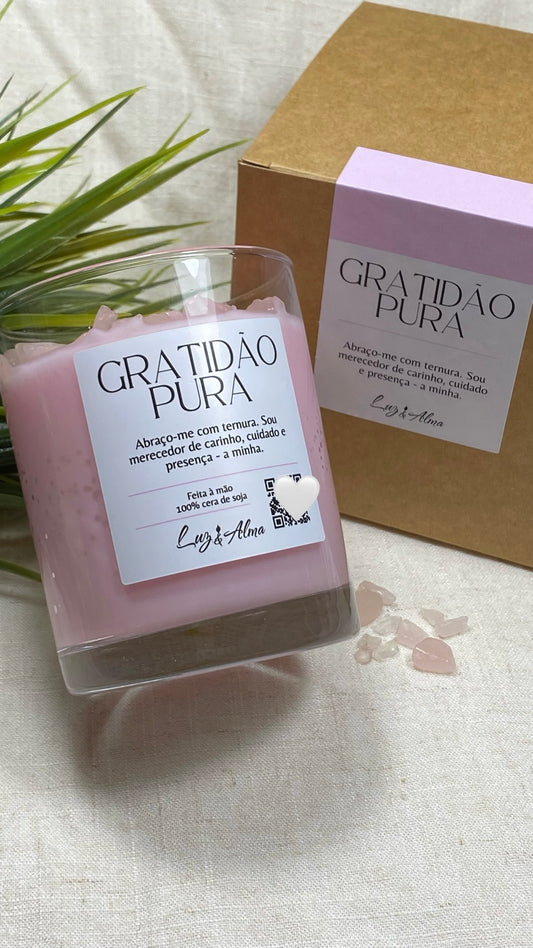 GRATIDÃO
PURA
Abraço-me com ternura. Sou
merecedor de carinho, cuidado e
presença - a minha.
Feita à mão
100% cera de soja
Luz & Alma
GRATIDÃO
PURA
Abraço-me com ternura. Sou
merecedor de carinho, cuidado
e presença - a minha.
Luz & Alma